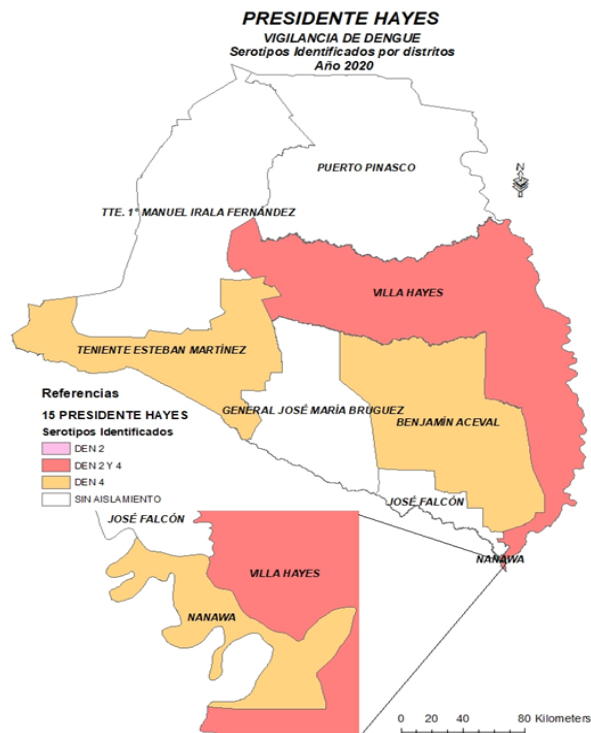 PRESIDENTE HAYES
VIGILANCIA DE DENGUE
Serotipos Identificados por distritos
Año 2020
N
PUERTO PINASCO
TTE. 1° MANUEL IRALA FERNÁNDEZ
VILLA HAYES
TENIENTE ESTEBAN MARTÍNEZ
GENERAL JOSÉ MARÍA BRUGUEZ
BENJAMÍN ACEVAL
JOSÉ FALCÓN
NANAWA
Referencias
15 PRESIDENTE HAYES
Serotipos Identificados
DEN 2
DEN 2 Y 4
DEN 4
SIN AISLAMIENTO
JOSÉ FALCÓN
VILLA HAYES
NANAWA
0 20 40 80 Kilometers